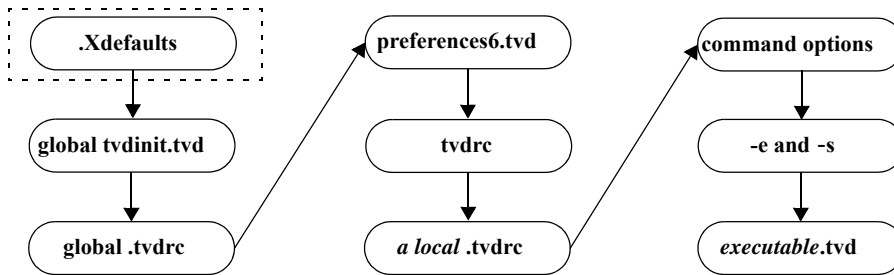 .Xdefaults
global tvdinit.tvd
global .tvdrc
preferences6.tvd
tvdrc
a local .tvdrc
command options
-e and -s
executable.tvd